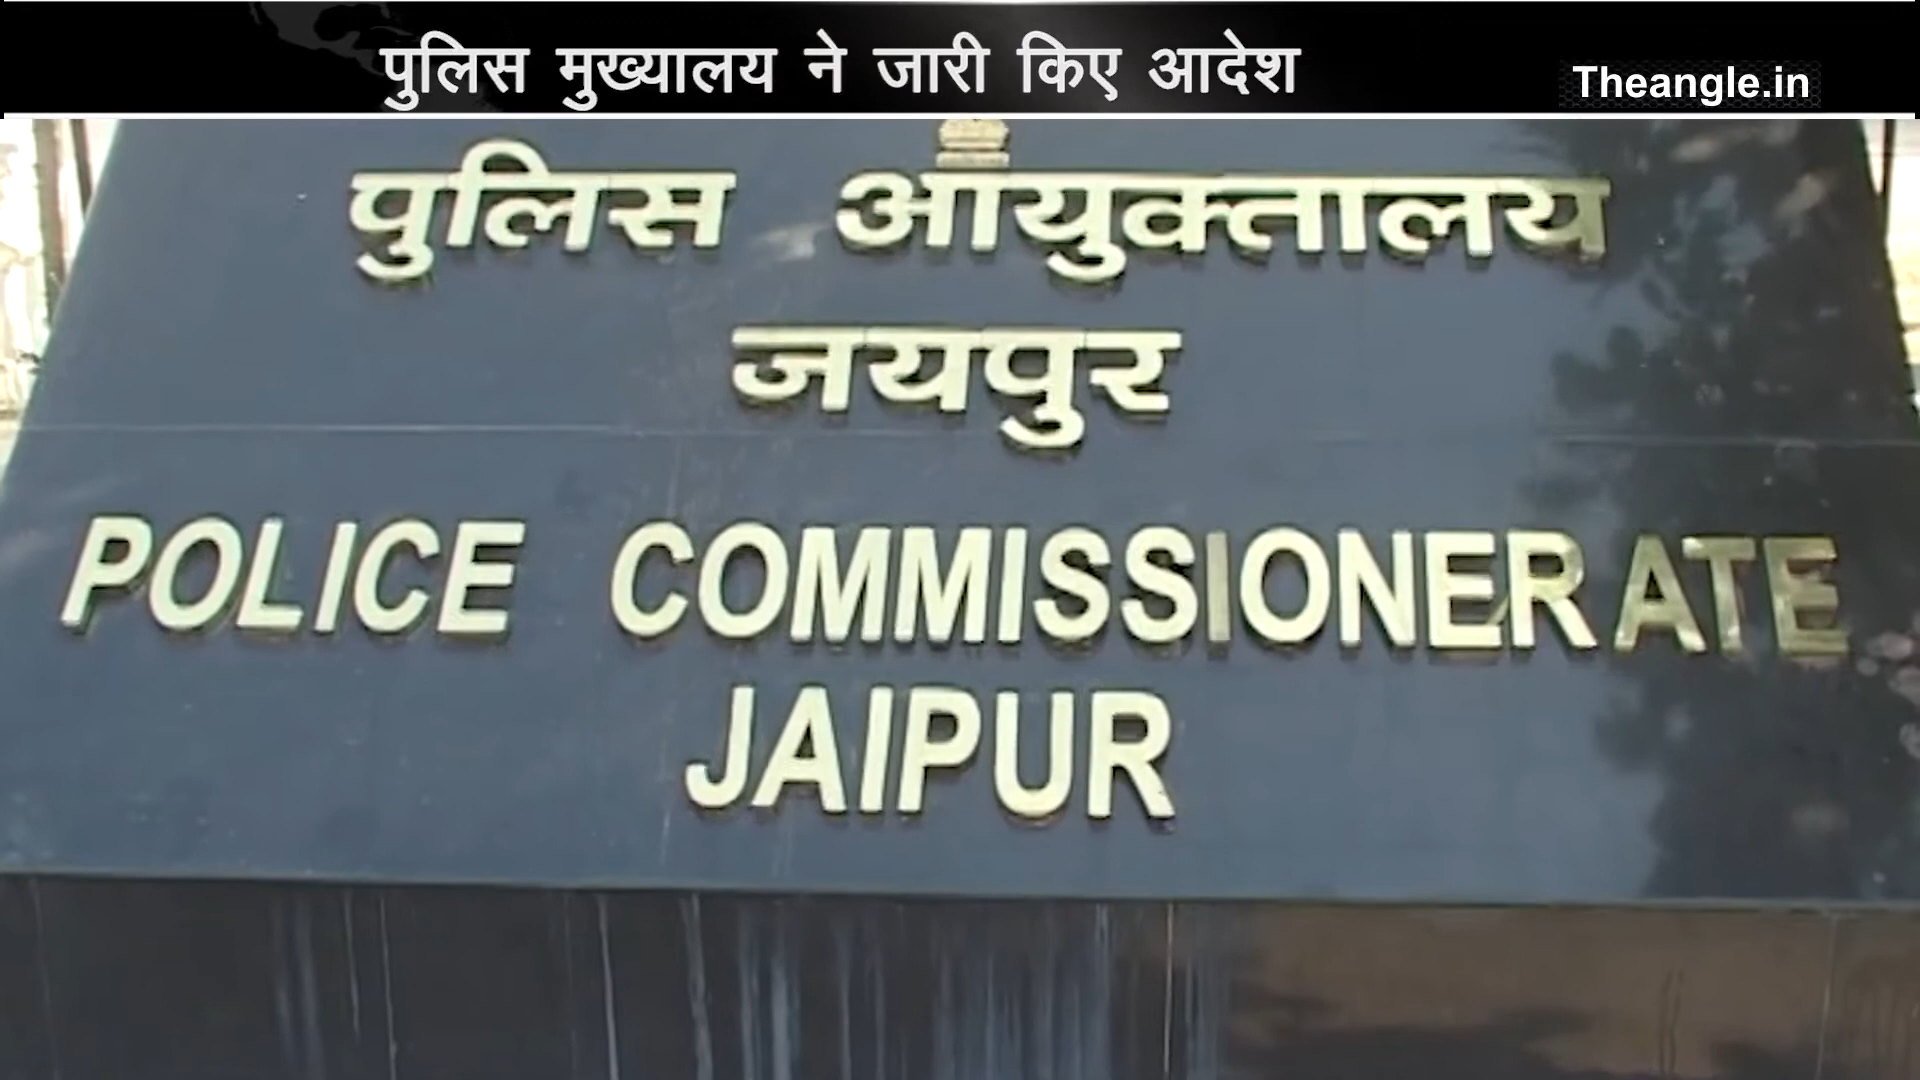 पुलिस मुख्यालय ने जारी किए आदेश
Theangle.in
पुलिस आयुक्तालय
जयपुर
POLICE COMMISSIONERATE
JAIPUR